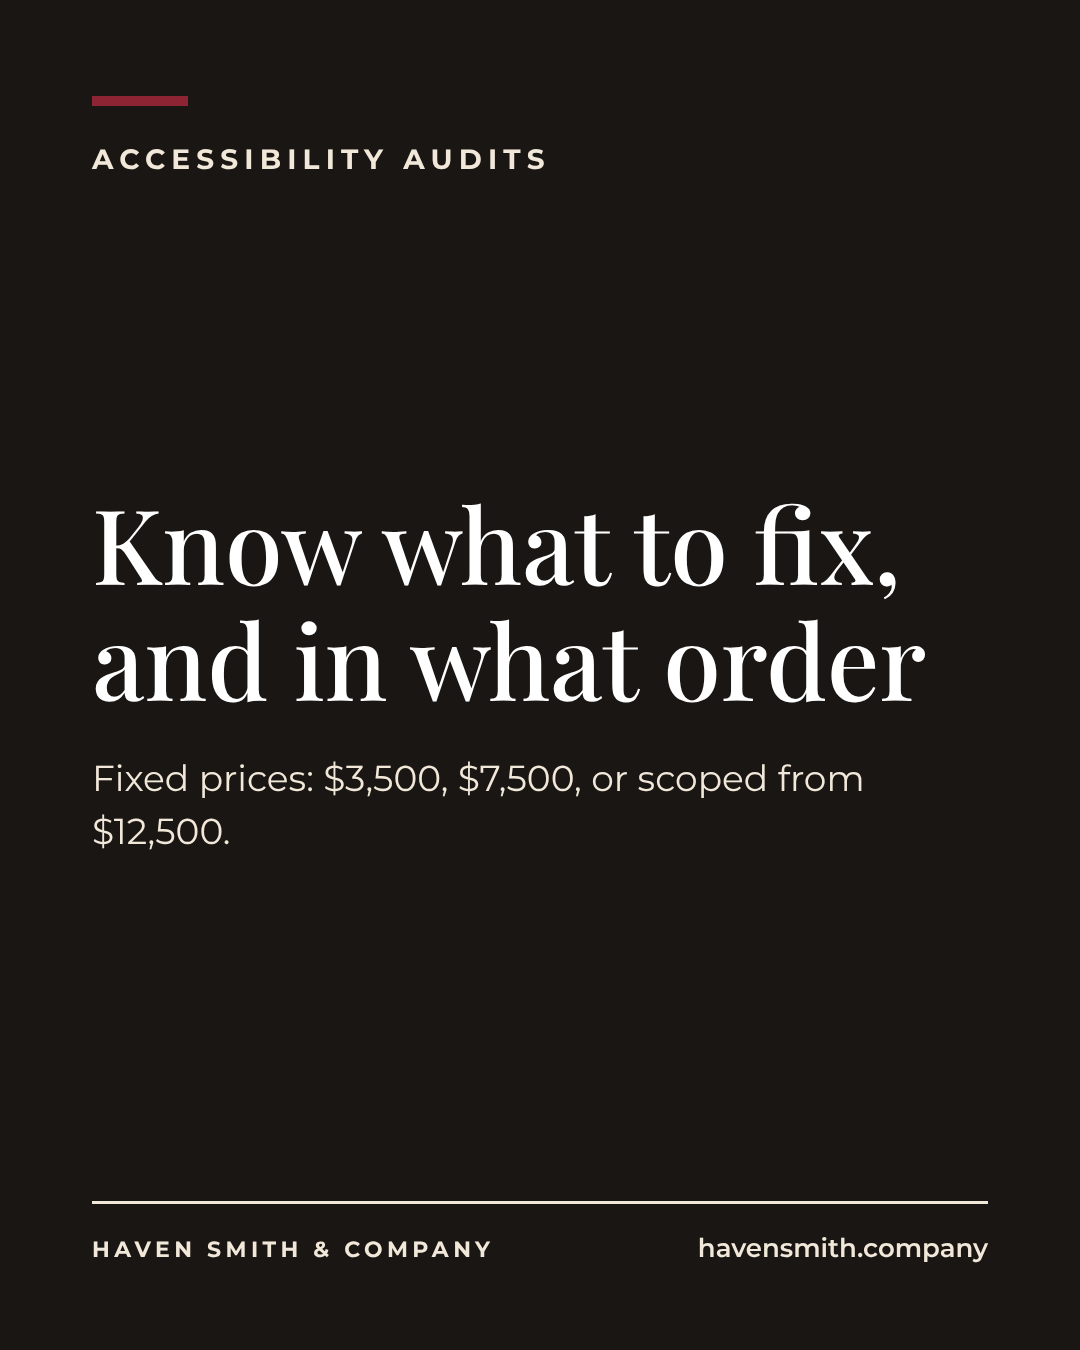 ACCESSIBILITY AUDITS
Know what to fix,
and in what order
Fixed prices: $3,500, $7,500, or scoped from
$12,500.
HAVEN SMITH & COMPANY
havensmith.company